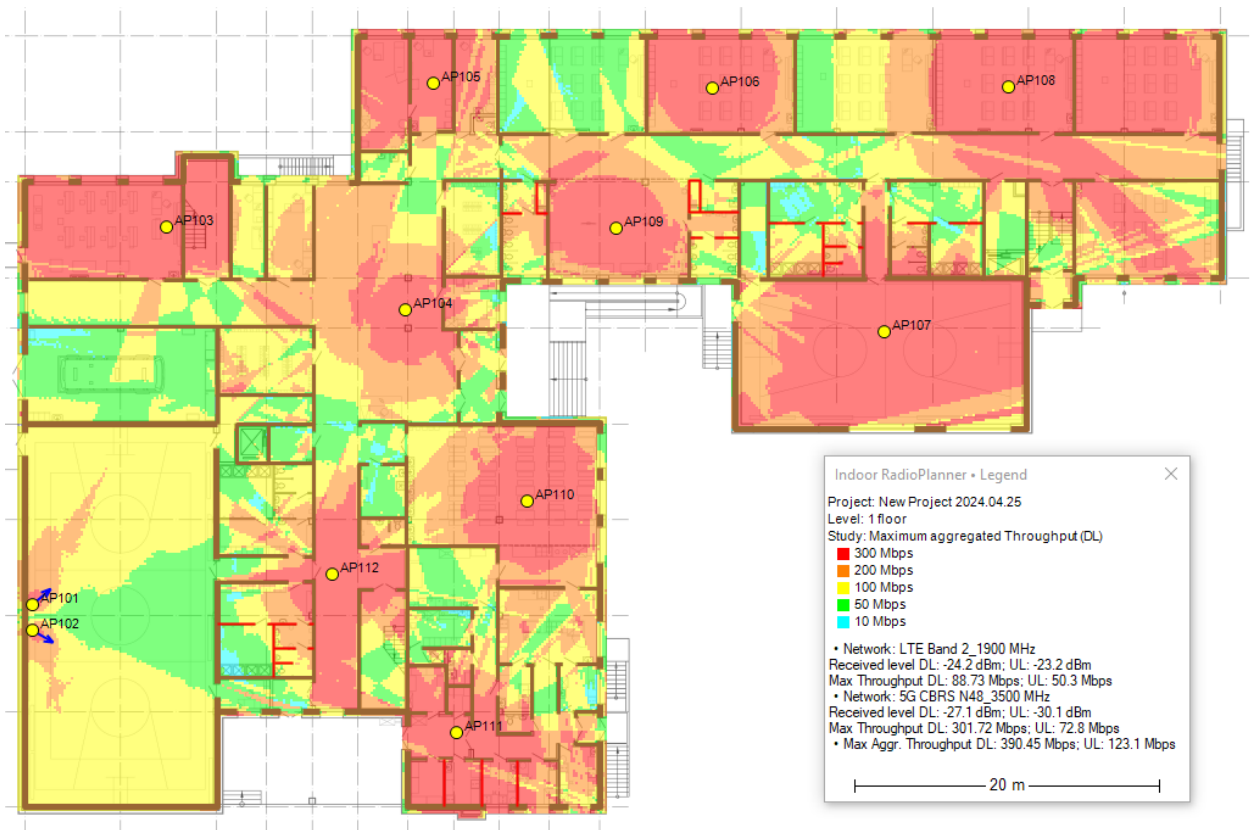 AP105
AP106
AP108
AP103
AP109
AP104
AP107
AP110
AP112
AP101
AP102
AP111
Indoor RadioPlanner • Legend
Project: New Project 2024.04.25
Level: 1 floor
Study: Maximum aggregated Throughput (DL)
300 Mbps
200 Mbps
100 Mbps
50 Mbps
10 Mbps
• Network: LTE Band 2_1900 MHz
Received level DL: -24.2 dBm; UL: -23.2 dBm
Max Throughput DL: 88.73 Mbps; UL: 50.3 Mbps
• Network: 5G CBRS N48_3500 MHz
Received level DL: -27.1 dBm; UL: -30.1 dBm
Max Throughput DL: 301.72 Mbps; UL: 72.8 Mbps
• Max Aggr. Throughput DL: 390.45 Mbps; UL: 123.1 Mbps
20 m